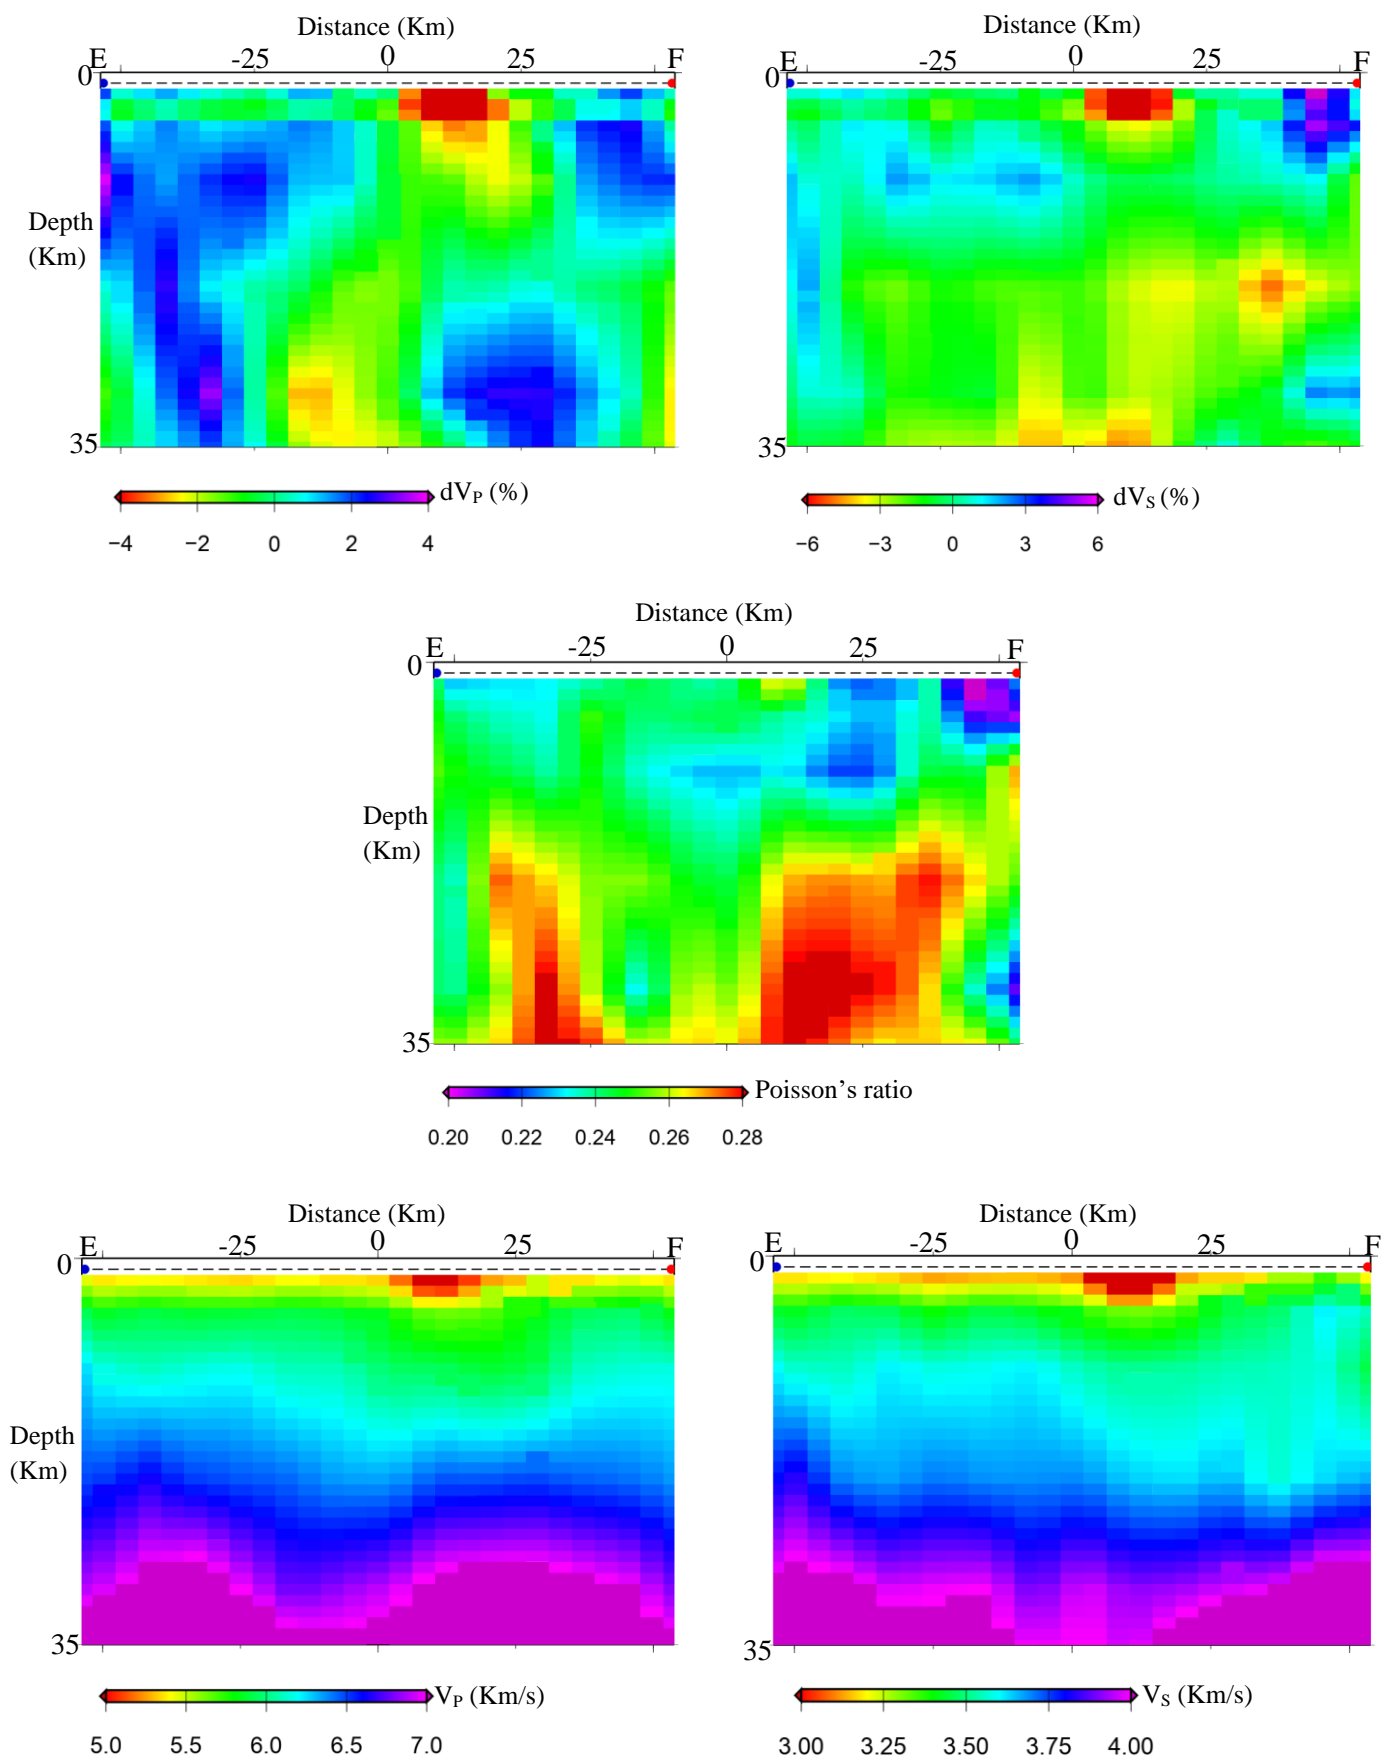 Distance (Km)
E -25 0 25 F
0
Depth
(Km)
35
dVP (%)
−4 −2 0 2 4
Distance (Km)
E -25 0 25 F
0
35
dVS (%)
−6 −3 0 3 6
Distance (Km)
E -25 0 25 F
0
Depth
(Km)
35
Poisson’s ratio
0.20 0.22 0.24 0.26 0.28
Distance (Km)
E -25 0 25 F
0
Depth
(Km)
35
VP (Km/s)
5.0 5.5 6.0 6.5 7.0
Distance (Km)
E -25 0 25 F
0
35
VS (Km/s)
3.00 3.25 3.50 3.75 4.00